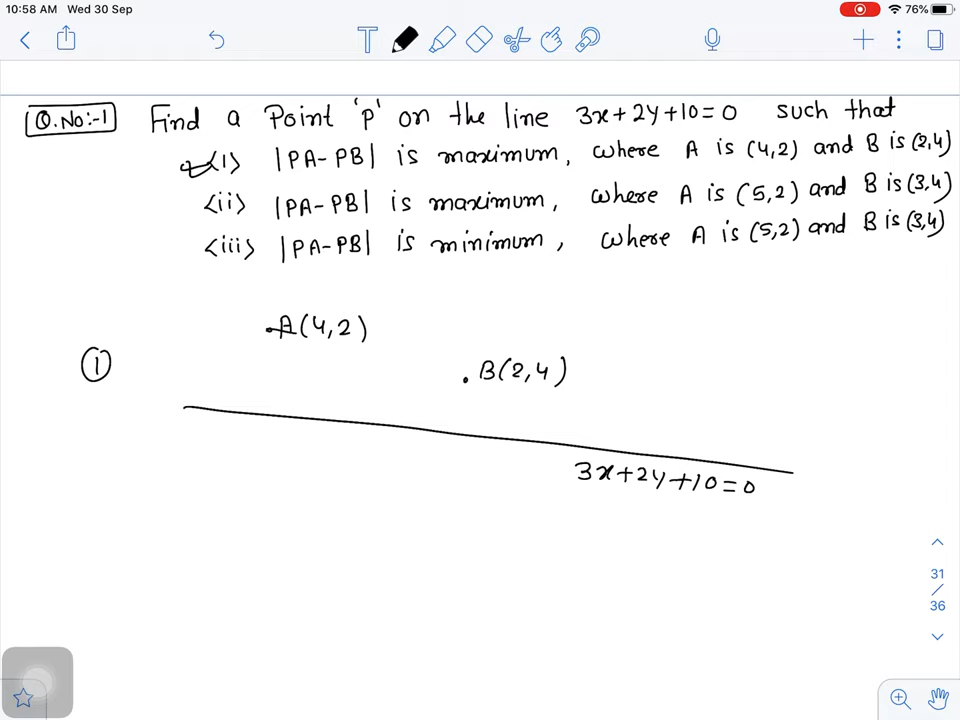 10:58 AM Wed 30 Sep
76%
T
Q.No:-1 Find a Point 'p' on the line 3x+2y+10=0 such that
<i> |PA-PB| is maximum, where A is (4,2) and B is (2,4)
<ii> |PA-PB| is maximum, where A is (5,2) and B is (3,4)
<iii> |PA-PB| is minimum, where A is (5,2) and B is (3,4)
A(4,2)
1
B(2,4)
3x+2y+10=0
31
/
36